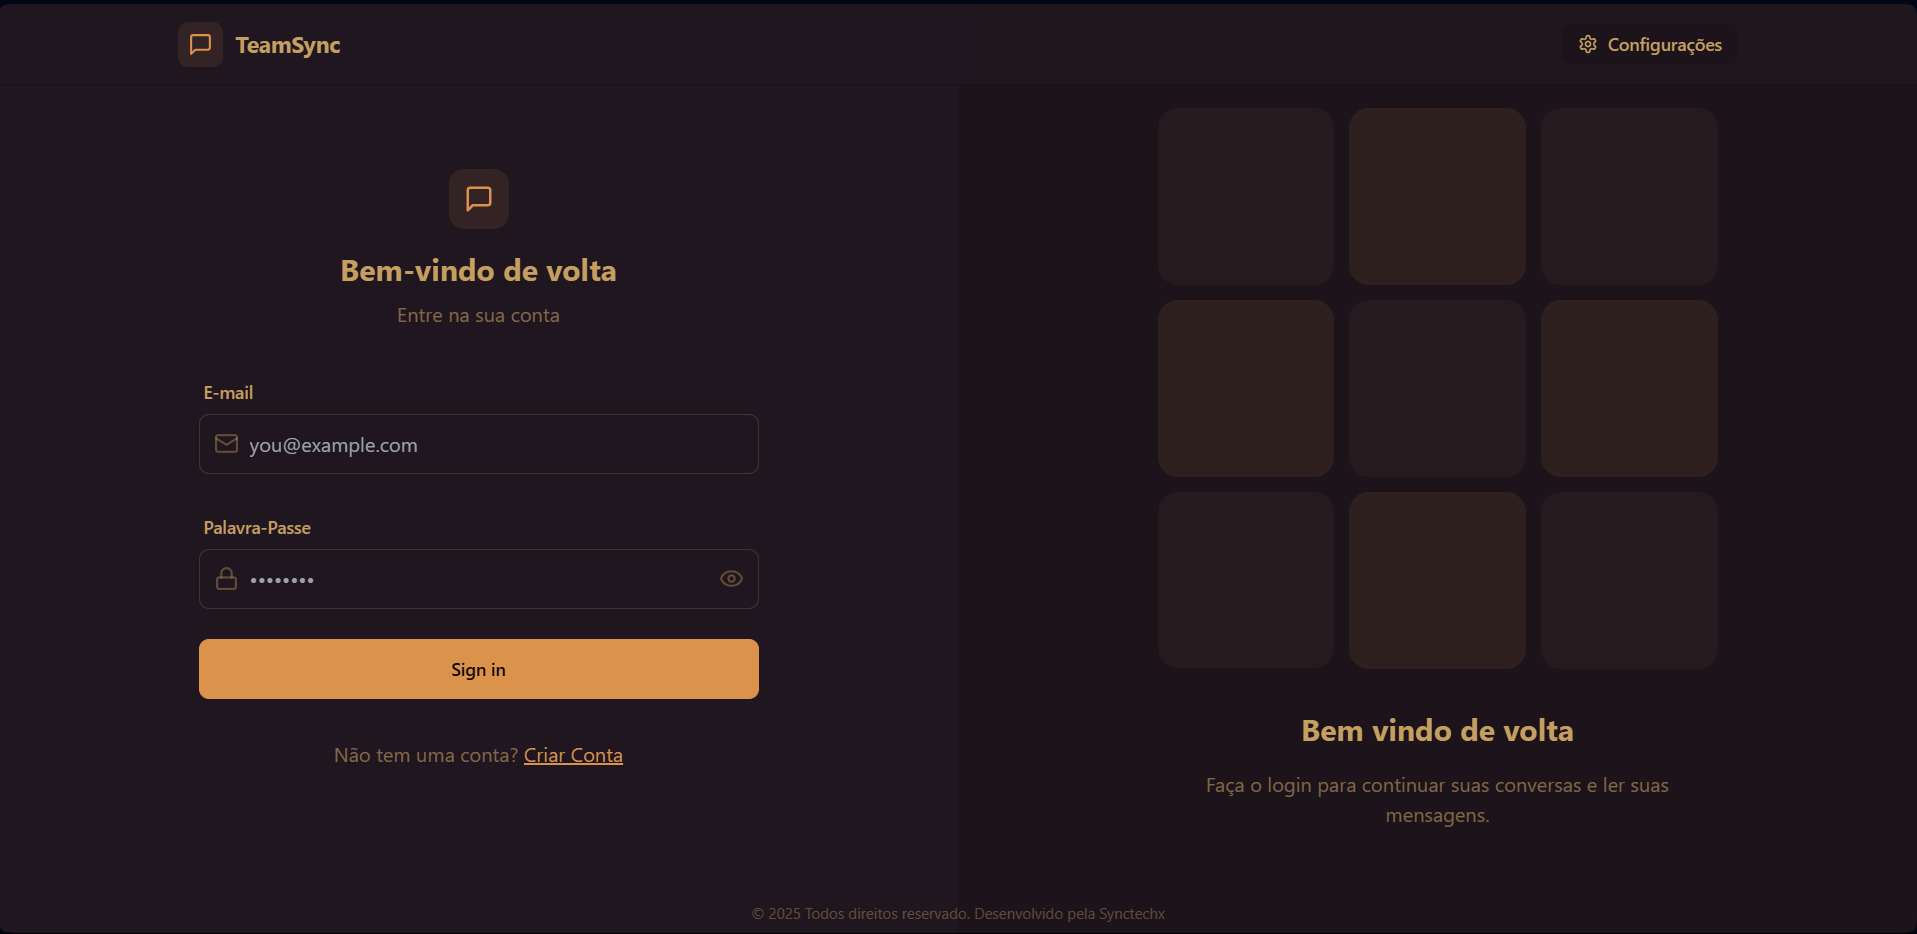 TeamSync
Configurações
Bem-vindo de volta
Entre na sua conta
E-mail
you@example.com
Palavra-Passe
••••••••
Sign in
Não tem uma conta? Criar Conta
Bem vindo de volta
Faça o login para continuar suas conversas e ler suas
mensagens.
© 2025 Todos direitos reservado. Desenvolvido pela Synctechx